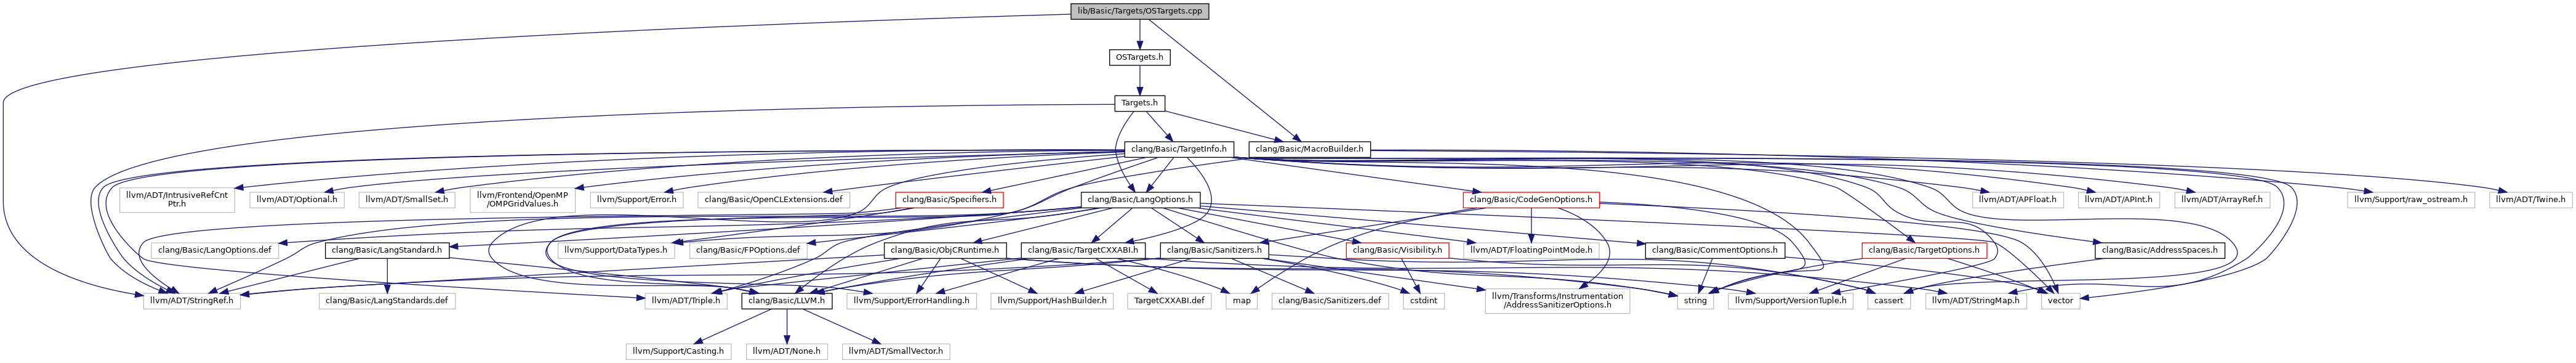 lib/Basic/Targets/OSTargets.cpp
OSTargets.h
Targets.h
clang/Basic/TargetInfo.h
clang/Basic/MacroBuilder.h
llvm/ADT/IntrusiveRefCnt
Ptr.h
llvm/ADT/Optional.h
llvm/ADT/SmallSet.h
llvm/Frontend/OpenMP
/OMPGridValues.h
llvm/Support/Error.h
clang/Basic/OpenCLExtensions.def
clang/Basic/Specifiers.h
clang/Basic/LangOptions.h
clang/Basic/CodeGenOptions.h
llvm/ADT/APFloat.h
llvm/ADT/APInt.h
llvm/ADT/ArrayRef.h
llvm/Support/raw_ostream.h
llvm/ADT/Twine.h
clang/Basic/LangOptions.def
clang/Basic/LangStandard.h
llvm/Support/DataTypes.h
clang/Basic/FPOptions.def
clang/Basic/ObjCRuntime.h
clang/Basic/TargetCXXABI.h
clang/Basic/Sanitizers.h
clang/Basic/Visibility.h
llvm/ADT/FloatingPointMode.h
clang/Basic/CommentOptions.h
clang/Basic/TargetOptions.h
clang/Basic/AddressSpaces.h
llvm/ADT/StringRef.h
clang/Basic/LangStandards.def
llvm/ADT/Triple.h
clang/Basic/LLVM.h
llvm/Support/ErrorHandling.h
llvm/Support/HashBuilder.h
TargetCXXABI.def
map
clang/Basic/Sanitizers.def
cstdint
llvm/Transforms/Instrumentation
/AddressSanitizerOptions.h
string
llvm/Support/VersionTuple.h
cassert
llvm/ADT/StringMap.h
vector
llvm/Support/Casting.h
llvm/ADT/None.h
llvm/ADT/SmallVector.h